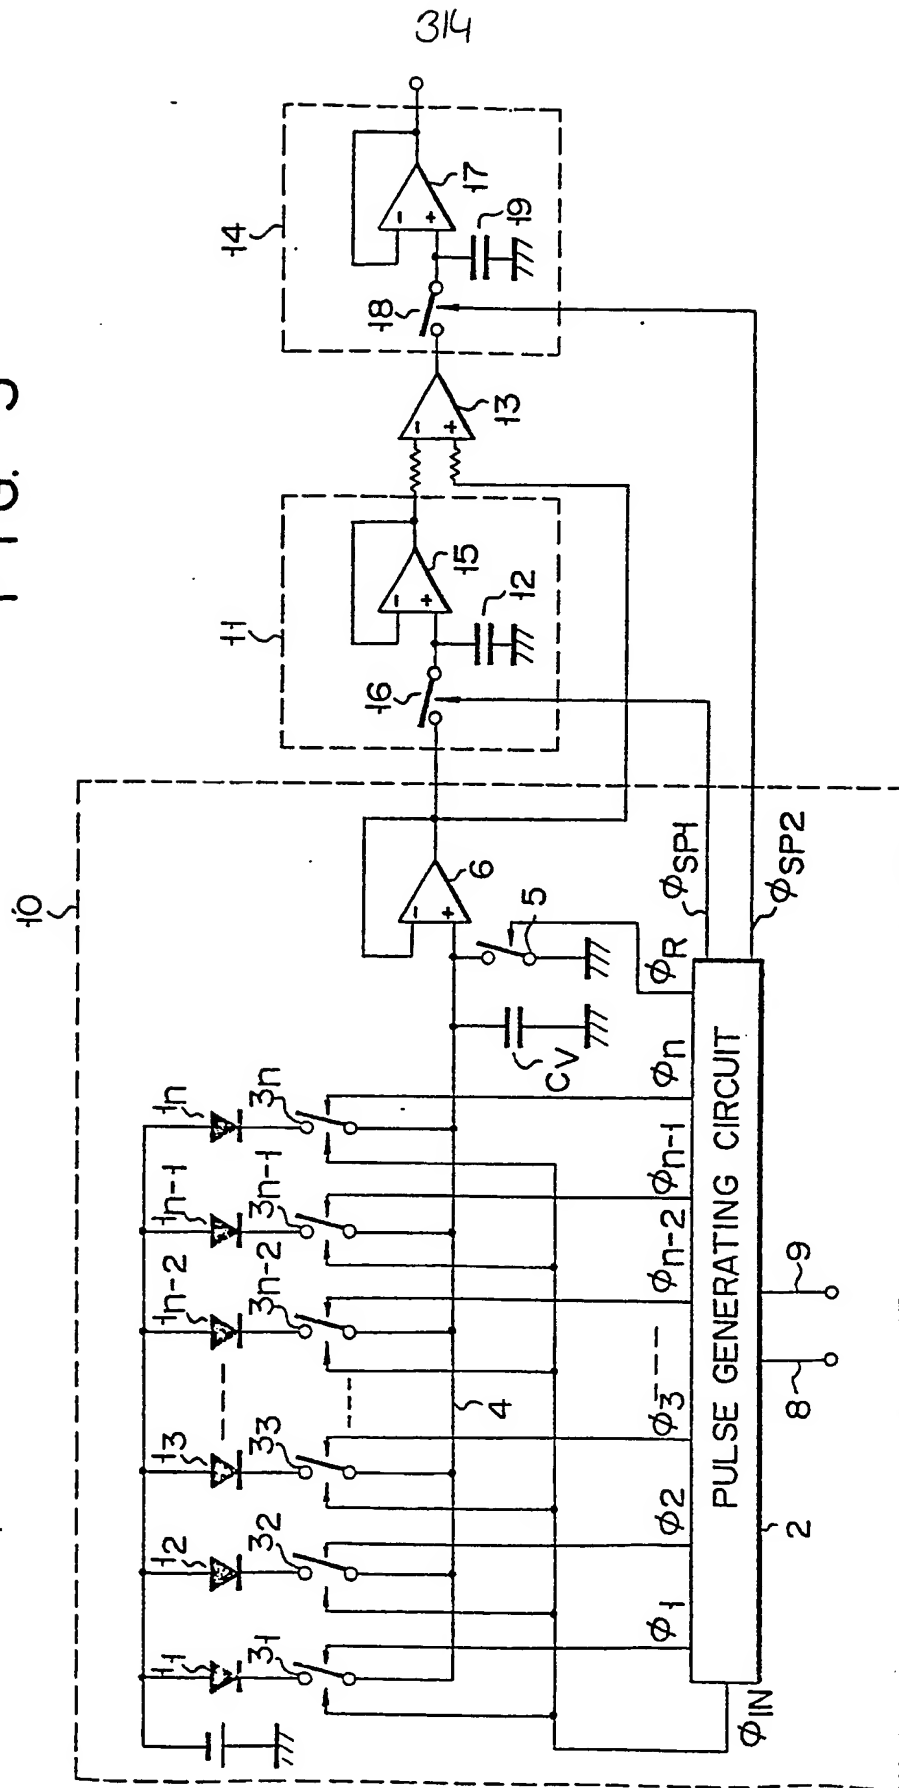 3/4
FIG.
10
11
12
13
1n-2
1n-1
1n
31
32
33
3n-2
3n-1
3n
4
CV
5
6
11
16
15
12
13
14
18
17
19
ΦIN
Φ1
Φ2
Φ3
Φn-2
Φn-1
Φn
ΦR
ΦSP1
ΦSP2
PULSE GENERATING CIRCUIT
2
8
9